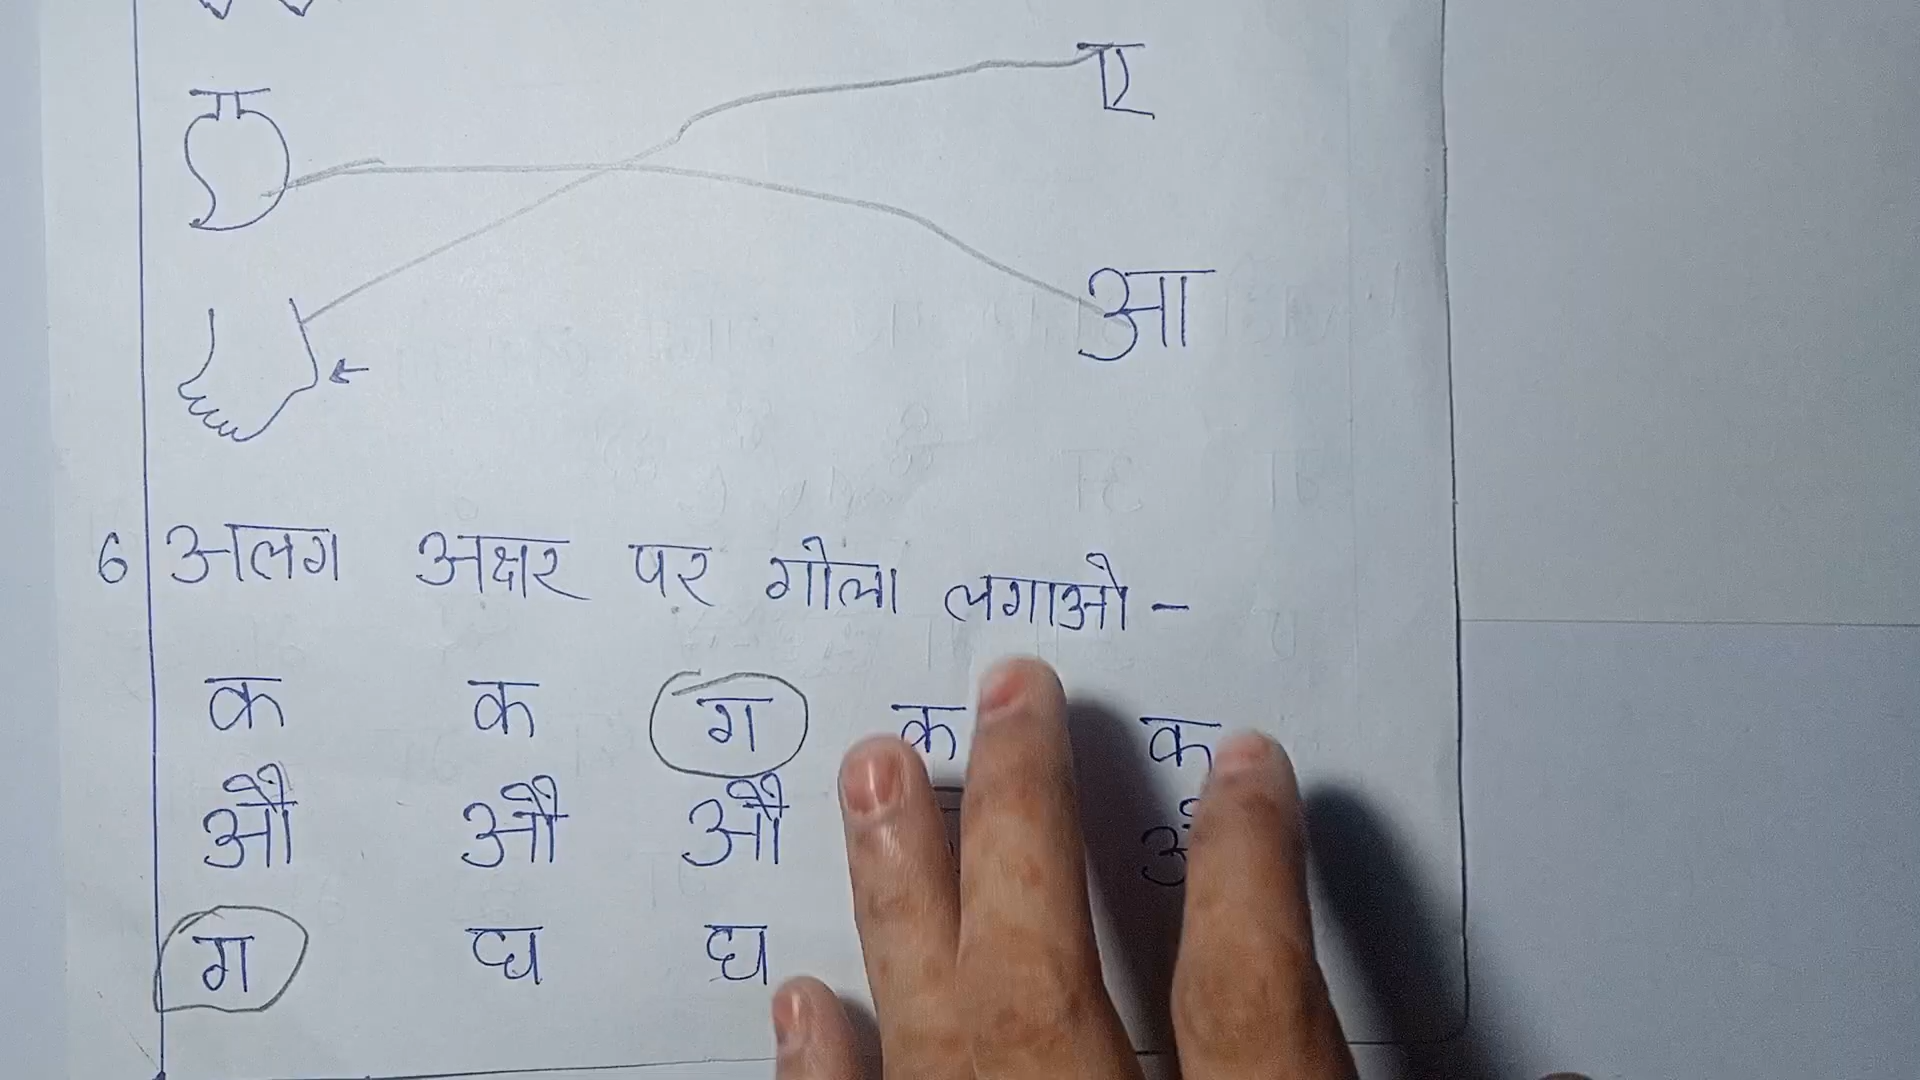 ए
आ
6 अलग अक्षर पर गोला लगाओ -
क क ग क क
औ औ औ
ग घ घ